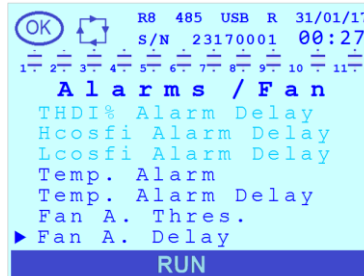 OK R8 485 USB R 31/01/17
S/N 23170001 00:27
1 2 3 4 5 6 7 8 9 10 11
Alarms /Fan
THDI% Alarm Delay
Hcosfi Alarm Delay
Lcosfi Alarm Delay
Temp. Alarm
Temp. Alarm Delay
Fan A. Thres.
Fan A. Delay
RUN